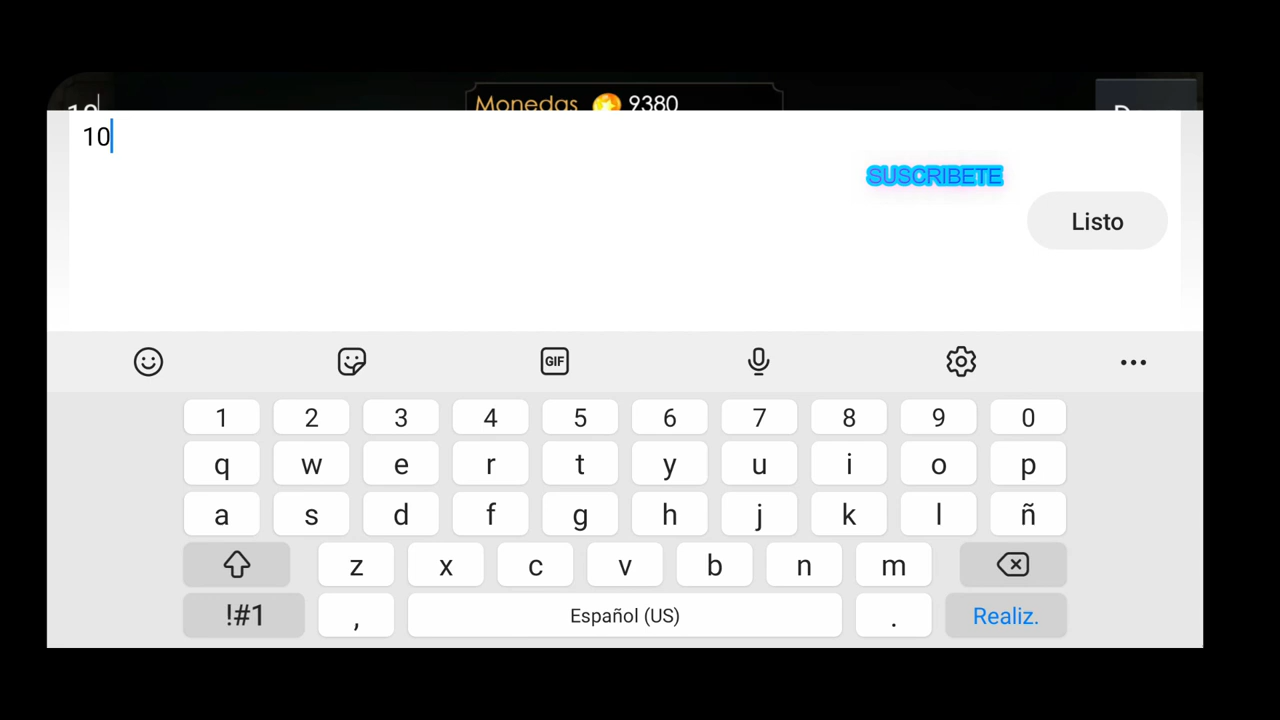 Monedas 9380
10
10
SUSCRIBETE
Listo
GIF
1 2 3 4 5 6 7 8 9 0
q w e r t y u i o p
a s d f g h j k l ñ
z x c v b n m
!#1 , Español (US) . Realiz.